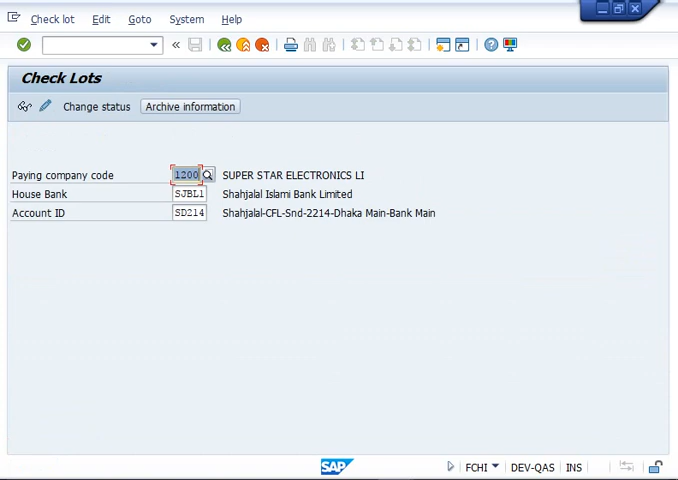 Check lot Edit Goto System Help
Check Lots
Change status Archive information
Paying company code 1200 SUPER STAR ELECTRONICS LI
House Bank SJBL1 Shahjalal Islami Bank Limited
Account ID SD214 Shahjalal-CFL-Snd-2214-Dhaka Main-Bank Main
SAP FCHI DEV-QAS INS